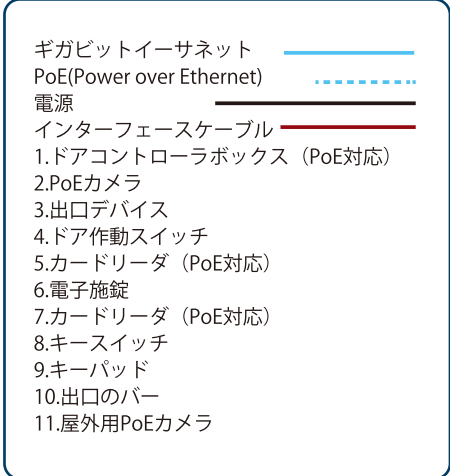 ギガビットイーサネット
PoE(Power over Ethernet)
電源
インターフェースケーブル
1.ドアコントローラボックス（PoE対応）
2.PoEカメラ
3.出口デバイス
4.ドア作動スイッチ
5.カードリーダ（PoE対応）
6.電子施錠
7.カードリーダ（PoE対応）
8.キースイッチ
9.キーパッド
10.出口のバー
11.屋外用PoEカメラ